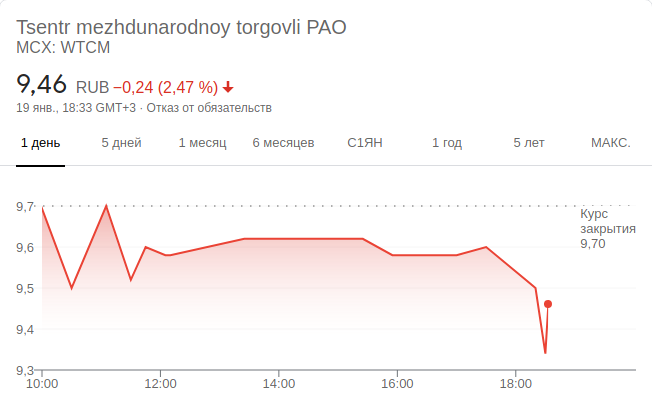 Tsentr mezhdunarodnoy torgovli PAO
MCX: WTCM
9,46 RUB −0,24 (2,47 %)
19 янв., 18:33 GMT+3 · Отказ от обязательств
1 день 5 дней 1 месяц 6 месяцев С1ЯН 1 год 5 лет МАКС.
9,7
Курс
закрытия
9,70
9,6
9,5
9,4
9,3
10:00 12:00 14:00 16:00 18:00